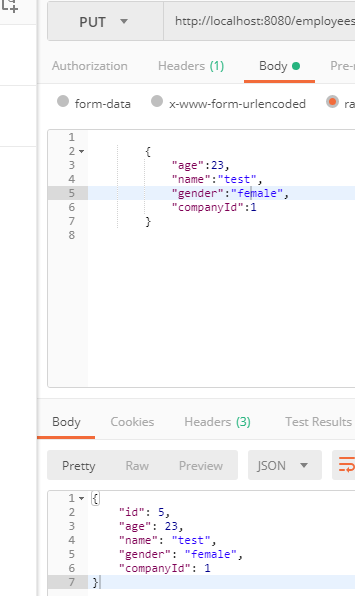 PUT http://localhost:8080/employees
Authorization Headers (1) Body Pre-
form-data x-www-form-urlencoded ra
1
2 {
3 "age":23,
4 "name":"test",
5 "gender":"female",
6 "companyId":1
7 }
8
Body Cookies Headers (3) Test Results
Pretty Raw Preview JSON
1 {
2 "id": 5,
3 "age": 23,
4 "name": "test",
5 "gender": "female",
6 "companyId": 1
7 }